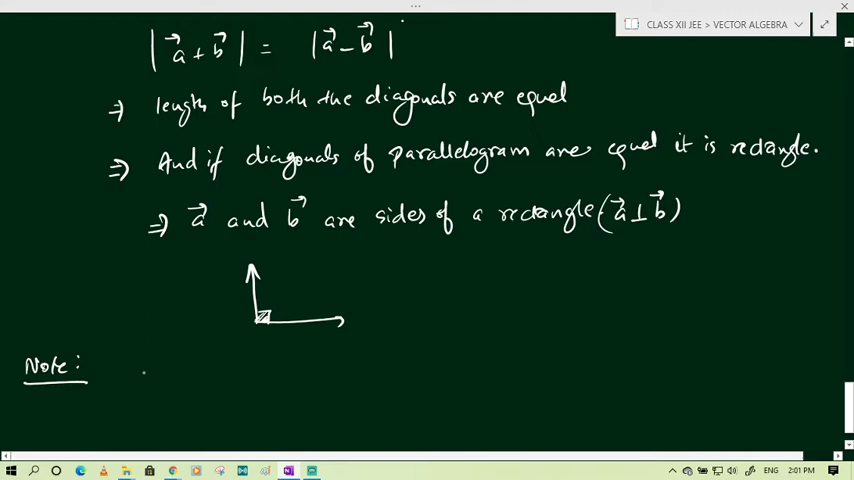 CLASS XII JEE > VECTOR ALGEBRA
|a⃗ + b⃗| = |a⃗ − b⃗|
⇒ length of both the diagonals are equal
⇒ And if diagonals of parallelogram are equal it is rectangle.
⇒ a⃗ and b⃗ are sides of a rectangle (a⃗ ⊥ b⃗)
Note:
ENG 2:01 PM